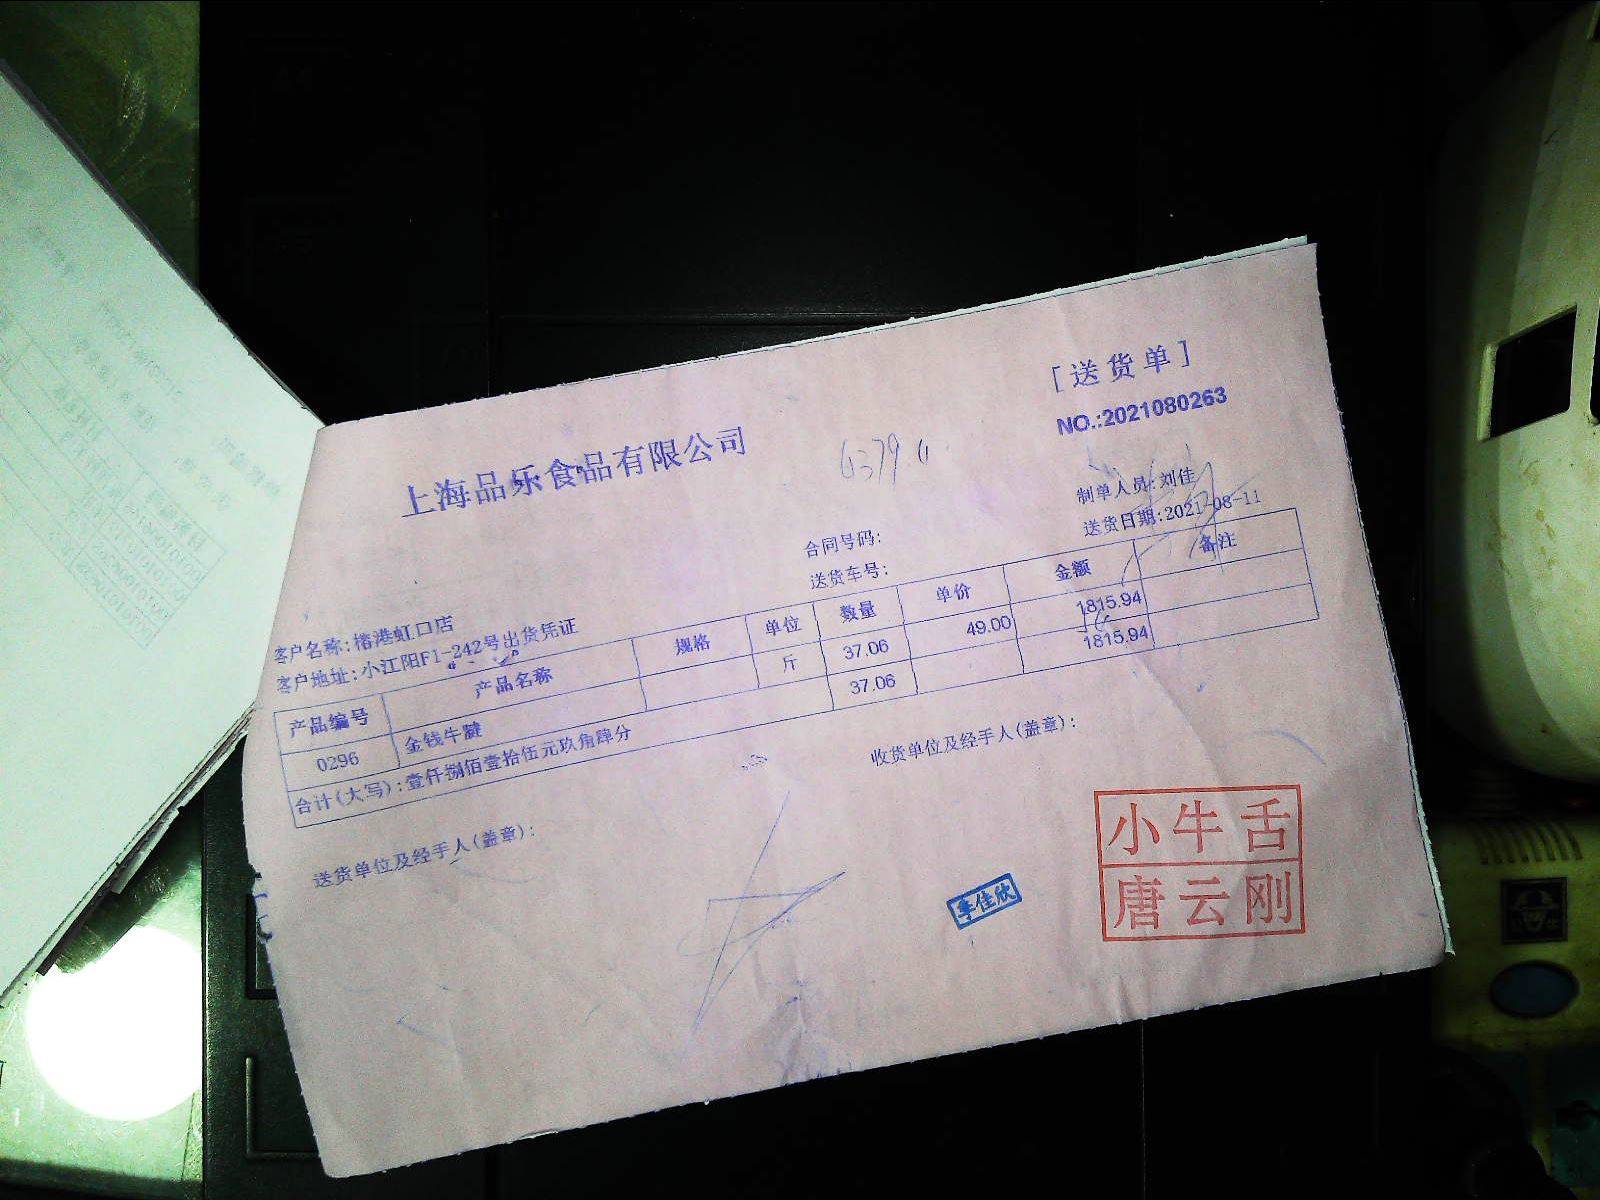 上海品乐食品有限公司
[送货单]
NO.:2021080263
制单人员:刘佳
合同号码:
送货日期:2021-08-11
客户名称:楿港虹口店
送货车号:
客户地址:小江阳F1-242号出货凭证
产品编号 产品名称 规格 单位 数量 单价 金额 备注
0296 金钱牛腱 斤 37.06 49.00 1815.94
合计(大写):壹仟捌佰壹拾伍元玖角肆分 37.06 1815.94
送货单位及经手人(盖章):
收货单位及经手人(盖章):
李佳欣
小牛舌
唐云刚